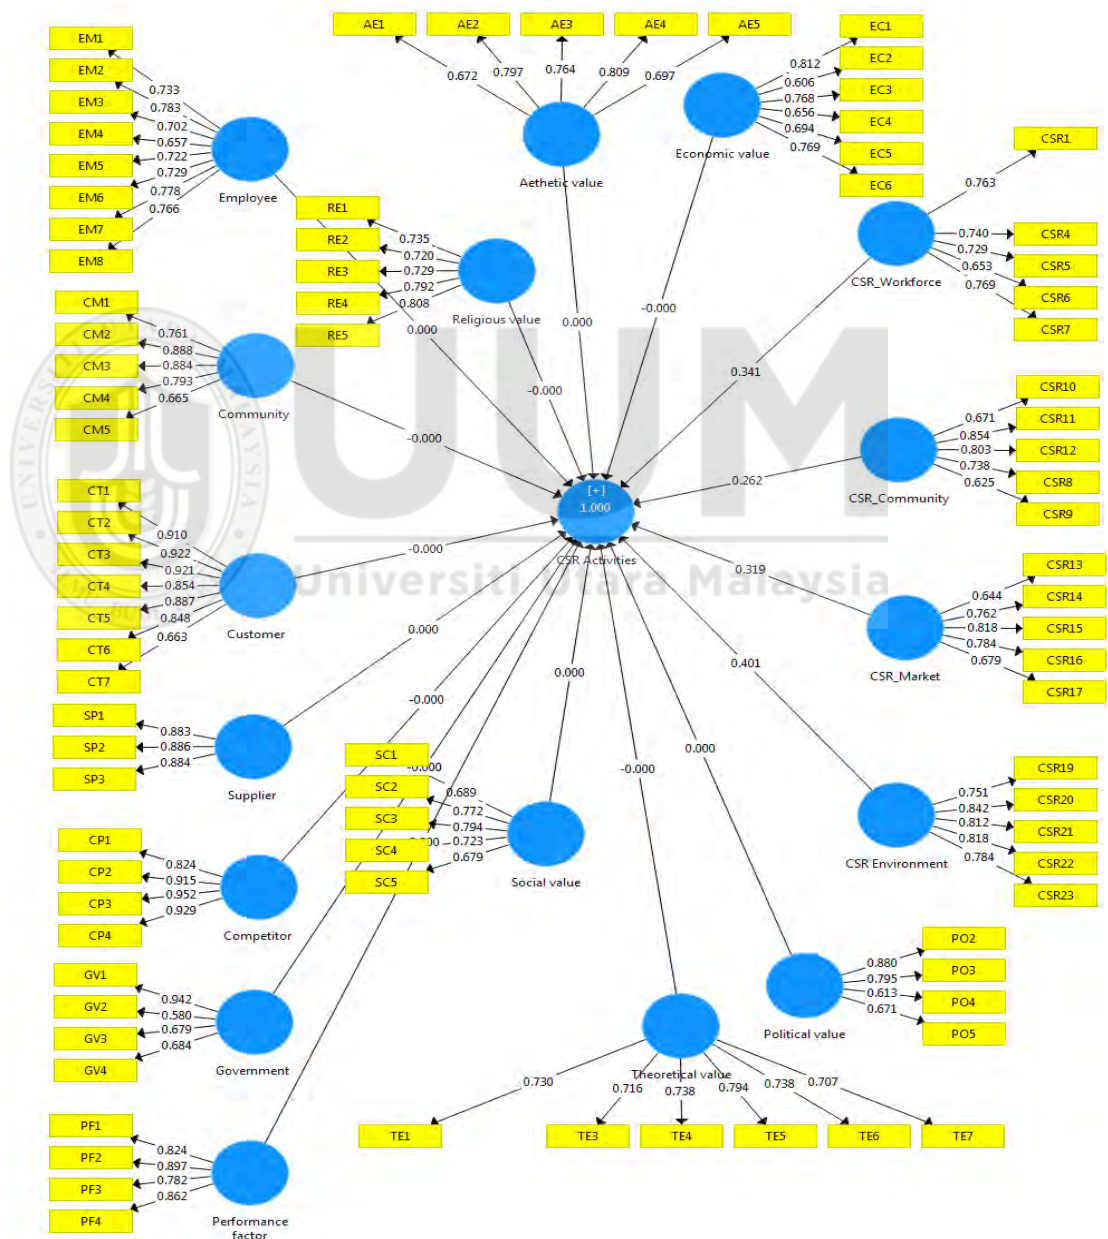 AE1
AE2
AE3
AE4
AE5
0.672
0.797
0.764
0.809
0.697
Aethetic value
0.000
EM1
EM2
EM3
EM4
EM5
EM6
EM7
EM8
0.733
0.783
0.702
0.657
0.722
0.729
0.778
0.766
Employee
0.000
EC1
EC2
EC3
EC4
EC5
EC6
0.812
0.606
0.768
0.656
0.694
0.769
Economic value
-0.000
RE1
RE2
RE3
RE4
RE5
0.735
0.720
0.729
0.792
0.808
Religious value
-0.000
CSR1
CSR4
CSR5
CSR6
CSR7
0.763
0.740
0.729
0.653
0.769
CSR_Workforce
0.341
CM1
CM2
CM3
CM4
CM5
0.761
0.888
0.884
0.793
0.665
Community
-0.000
CSR10
CSR11
CSR12
CSR8
CSR9
0.671
0.854
0.803
0.738
0.625
CSR_Community
0.262
UUM
Universiti Utara Malaysia
[+]
1.000
CSR Activities
CT1
CT2
CT3
CT4
CT5
CT6
CT7
0.910
0.922
0.921
0.854
0.887
0.848
0.663
Customer
-0.000
CSR13
CSR14
CSR15
CSR16
CSR17
0.644
0.762
0.818
0.784
0.679
CSR_Market
0.319
SP1
SP2
SP3
0.883
0.886
0.884
Supplier
0.000
SC1
SC2
SC3
SC4
SC5
0.689
0.772
0.794
0.723
0.679
Social value
0.000
CSR19
CSR20
CSR21
CSR22
CSR23
0.751
0.842
0.812
0.818
0.784
CSR Environment
0.401
CP1
CP2
CP3
CP4
0.824
0.915
0.952
0.929
Competitor
-0.000
GV1
GV2
GV3
GV4
0.942
0.580
0.679
0.684
Government
PO2
PO3
PO4
PO5
0.880
0.795
0.613
0.671
Political value
0.000
TE1
TE3
TE4
TE5
TE6
TE7
0.730
0.716
0.738
0.794
0.738
0.707
Theoretical value
-0.000
PF1
PF2
PF3
PF4
0.824
0.897
0.782
0.862
Performance
factor